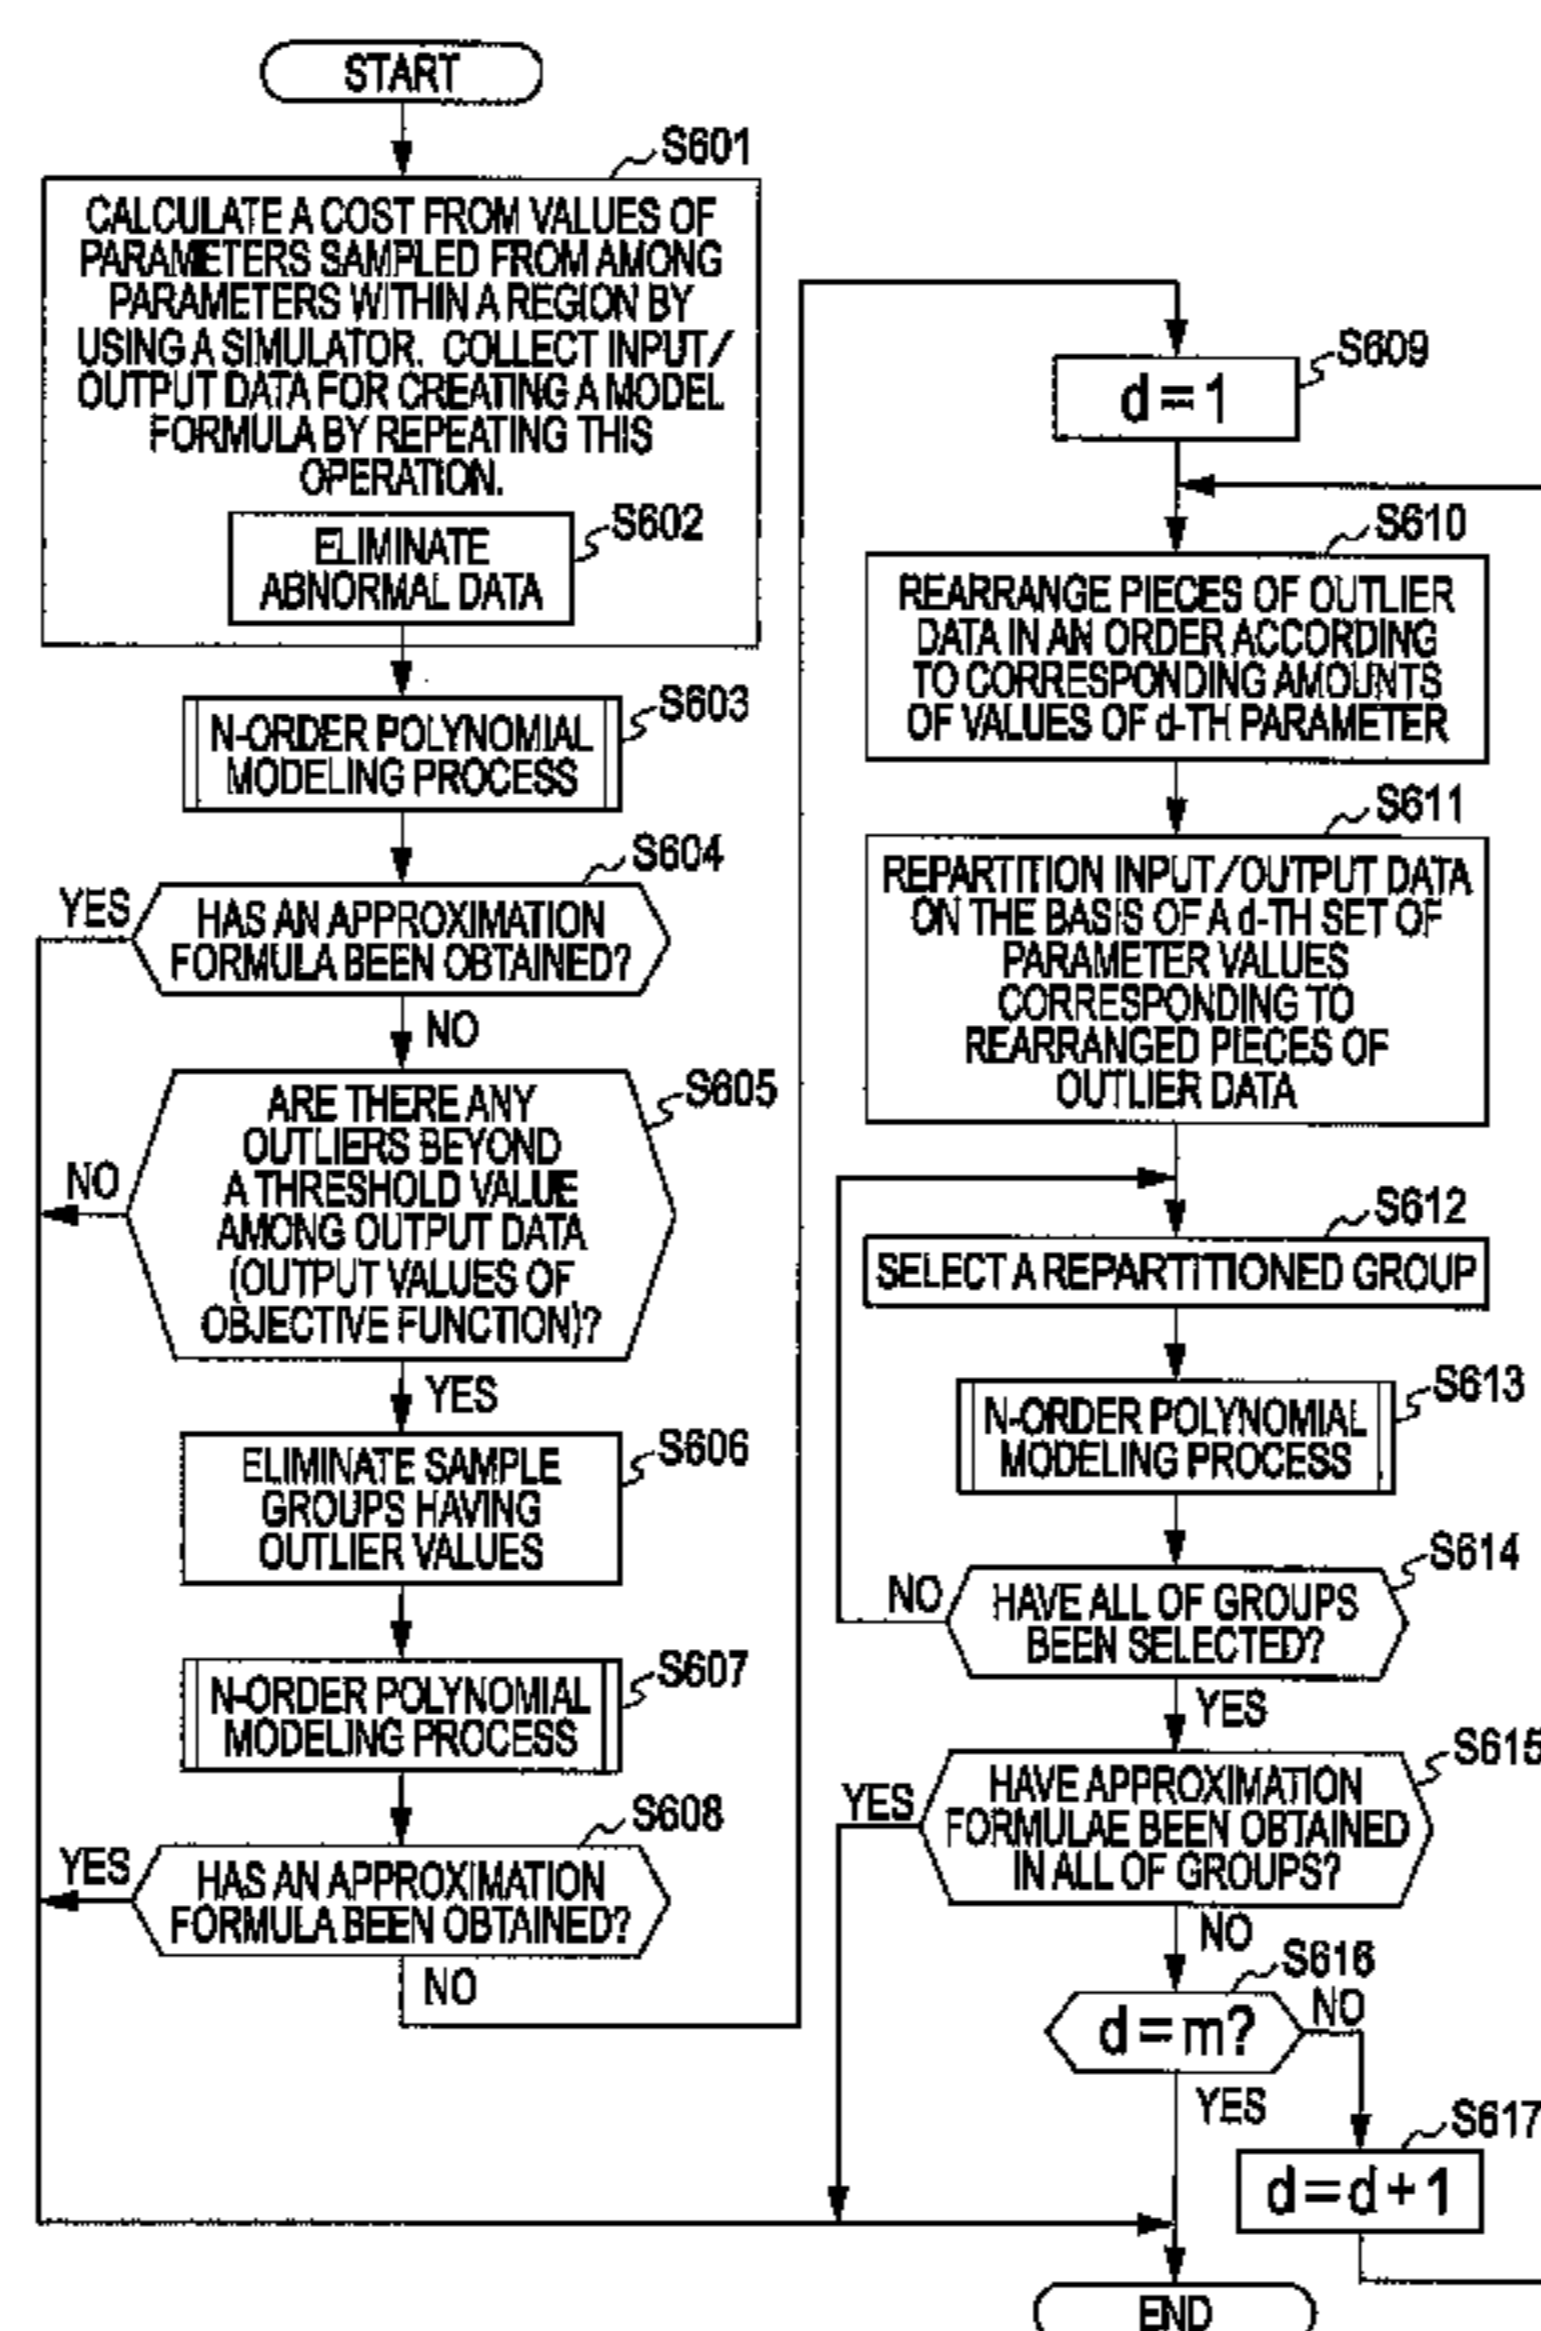 START
S601
CALCULATE A COST FROM VALUES OF
PARAMETERS SAMPLED FROM AMONG
PARAMETERS WITHIN A REGION BY
USING A SIMULATOR. COLLECT INPUT/
OUTPUT DATA FOR CREATING A MODEL
FORMULA BY REPEATING THIS
OPERATION.
S602
ELIMINATE
ABNORMAL DATA
S603
N-ORDER POLYNOMIAL
MODELING PROCESS
S604
YES
HAS AN APPROXIMATION
FORMULA BEEN OBTAINED?
NO
S605
ARE THERE ANY
OUTLIERS BEYOND
A THRESHOLD VALUE
AMONG OUTPUT DATA
(OUTPUT VALUES OF
OBJECTIVE FUNCTION)?
NO
YES
S606
ELIMINATE SAMPLE
GROUPS HAVING
OUTLIER VALUES
S607
N-ORDER POLYNOMIAL
MODELING PROCESS
S608
YES
HAS AN APPROXIMATION
FORMULA BEEN OBTAINED?
NO
S609
d=1
S610
REARRANGE PIECES OF OUTLIER
DATA IN AN ORDER ACCORDING
TO CORRESPONDING AMOUNTS
OF VALUES OF d-TH PARAMETER
S611
REPARTITION INPUT/OUTPUT DATA
ON THE BASIS OF A d-TH SET OF
PARAMETER VALUES
CORRESPONDING TO
REARRANGED PIECES OF
OUTLIER DATA
S612
SELECT A REPARTITIONED GROUP
S613
N-ORDER POLYNOMIAL
MODELING PROCESS
S614
NO
HAVE ALL OF GROUPS
BEEN SELECTED?
YES
S615
YES
HAVE APPROXIMATION
FORMULAE BEEN OBTAINED
IN ALL OF GROUPS?
NO
S616
d=m?
NO
YES
S617
d=d+1
END